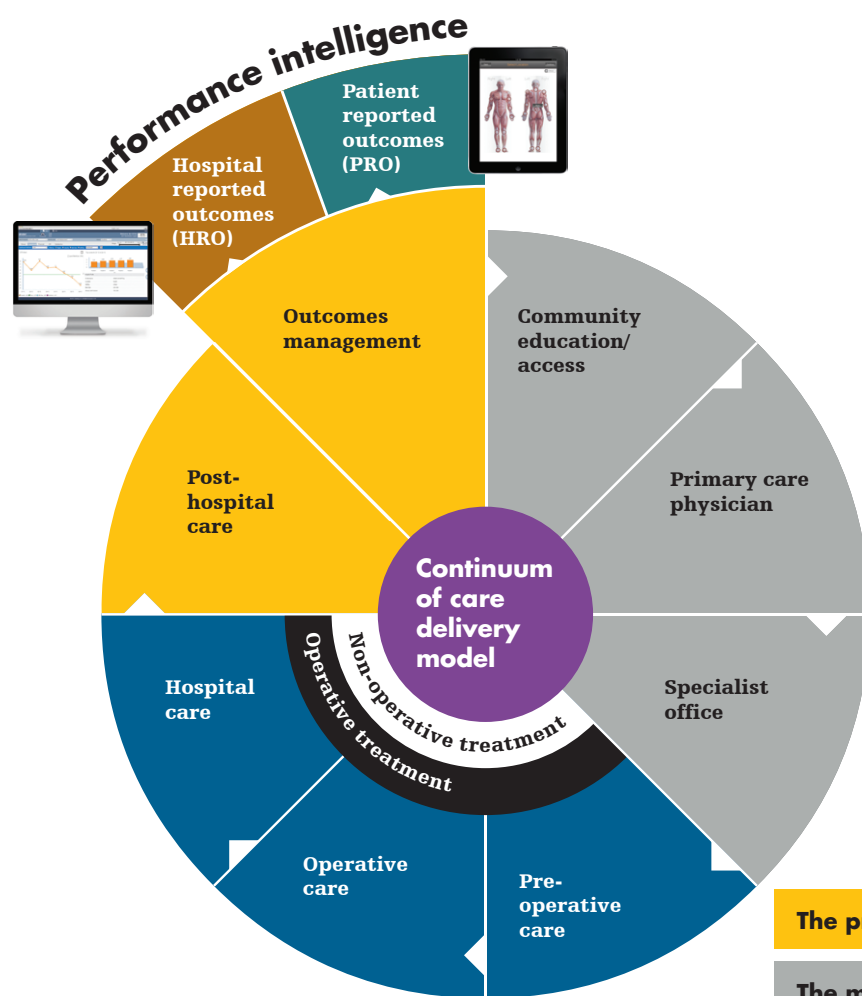 Performance intelligence
Patient
reported
outcomes
(PRO)
Hospital
reported
outcomes
(HRO)
Outcomes
management
Community
education/
access
Primary care
physician
Post-
hospital
care
Continuum
of care
delivery
model
Non-operative treatment
Operative treatment
Hospital
care
Specialist
office
Operative
care
Pre-
operative
care
The
The